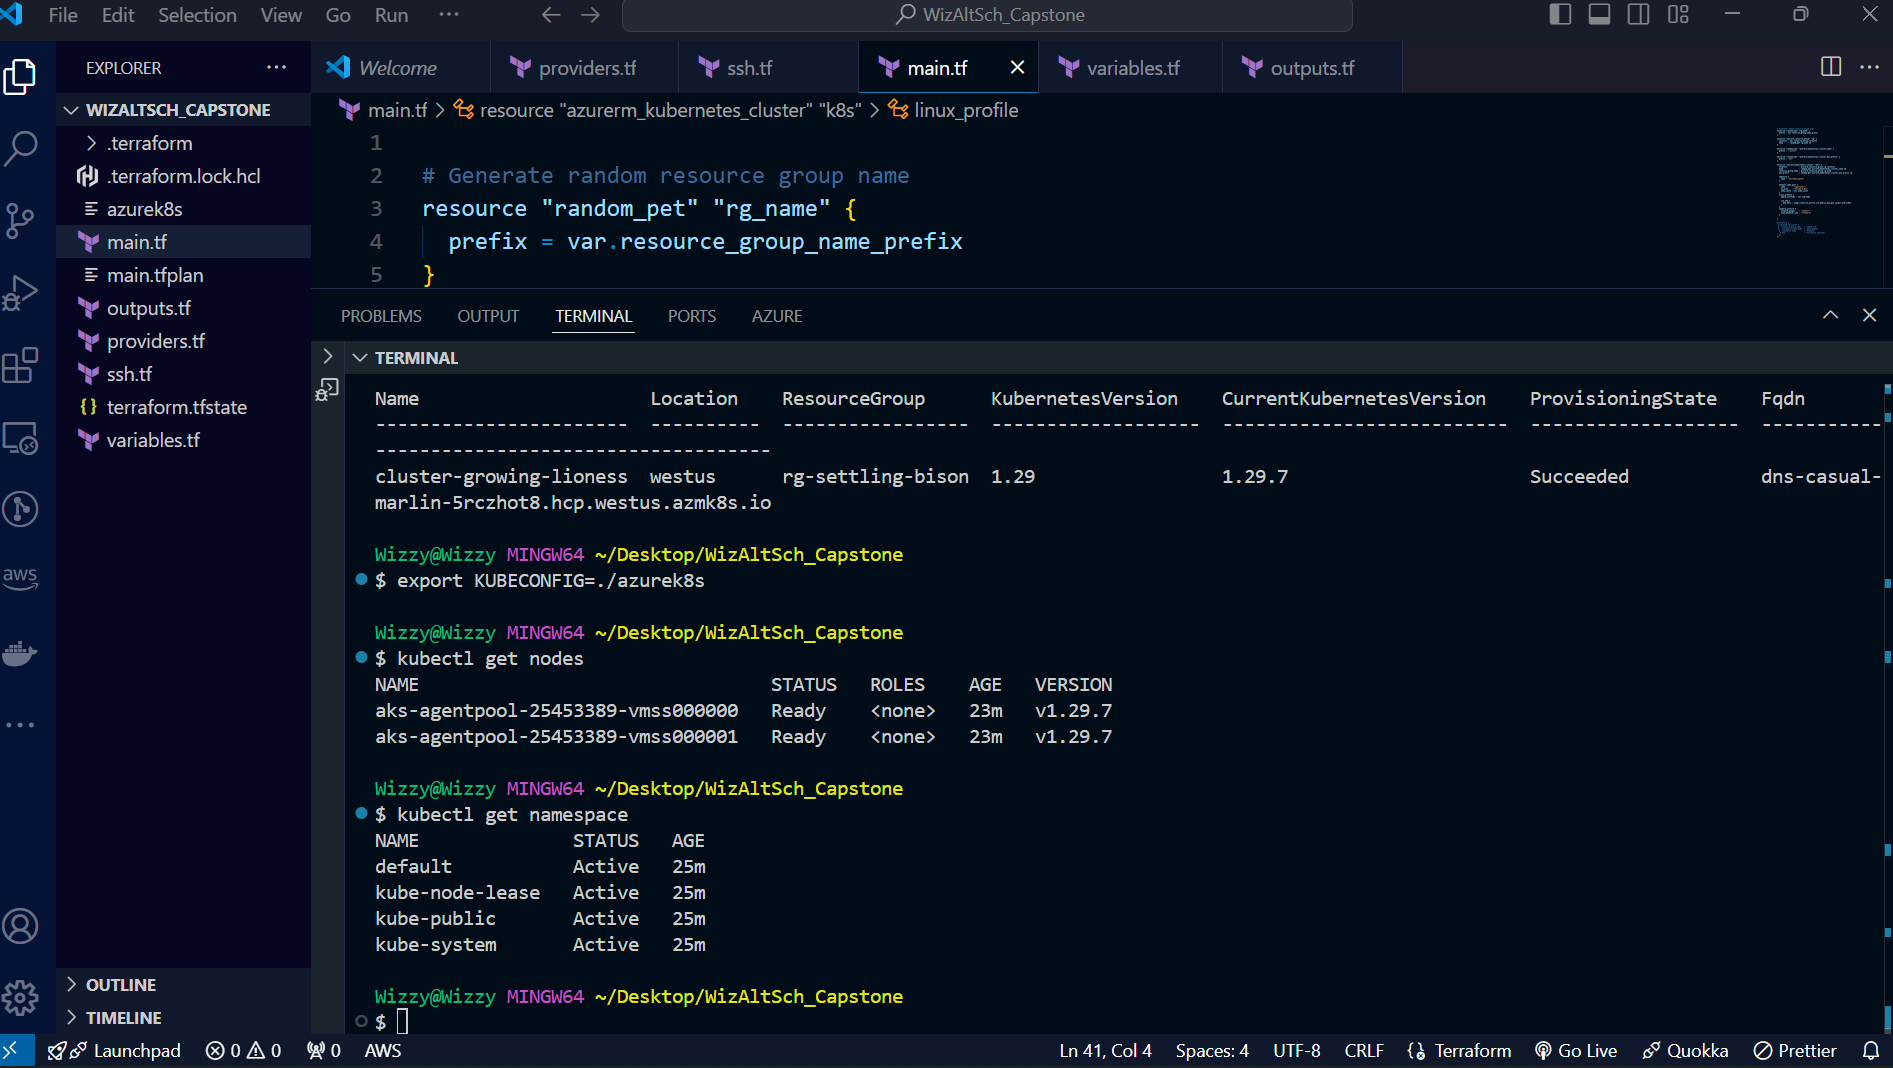 File Edit Selection View Go Run ···
WizAltSch_Capstone
EXPLORER
Welcome
providers.tf
ssh.tf
main.tf
variables.tf
outputs.tf
WIZALTSCH_CAPSTONE
.terraform
.terraform.lock.hcl
azurek8s
main.tf
main.tfplan
outputs.tf
providers.tf
ssh.tf
terraform.tfstate
variables.tf
aws
OUTLINE
TIMELINE
main.tf > resource "azurerm_kubernetes_cluster" "k8s" > linux_profile
1
2 # Generate random resource group name
3 resource "random_pet" "rg_name" {
4 prefix = var.resource_group_name_prefix
5 }
PROBLEMS OUTPUT TERMINAL PORTS AZURE
TERMINAL
Name Location ResourceGroup KubernetesVersion CurrentKubernetesVersion ProvisioningState Fqdn
----------------------- ---------- ----------------- ------------------- -------------------------- ------------------- -----------
------------------------------------
cluster-growing-lioness westus rg-settling-bison 1.29 1.29.7 Succeeded dns-casual-
marlin-5rczhot8.hcp.westus.azmk8s.io
Wizzy@Wizzy MINGW64 ~/Desktop/WizAltSch_Capstone
$ export KUBECONFIG=./azurek8s
Wizzy@Wizzy MINGW64 ~/Desktop/WizAltSch_Capstone
$ kubectl get nodes
NAME STATUS ROLES AGE VERSION
aks-agentpool-25453389-vmss000000 Ready <none> 23m v1.29.7
aks-agentpool-25453389-vmss000001 Ready <none> 23m v1.29.7
Wizzy@Wizzy MINGW64 ~/Desktop/WizAltSch_Capstone
$ kubectl get namespace
NAME STATUS AGE
default Active 25m
kube-node-lease Active 25m
kube-public Active 25m
kube-system Active 25m
Wizzy@Wizzy MINGW64 ~/Desktop/WizAltSch_Capstone
$
Launchpad 0 0 0 AWS Ln 41, Col 4 Spaces: 4 UTF-8 CRLF Terraform Go Live Quokka Prettier